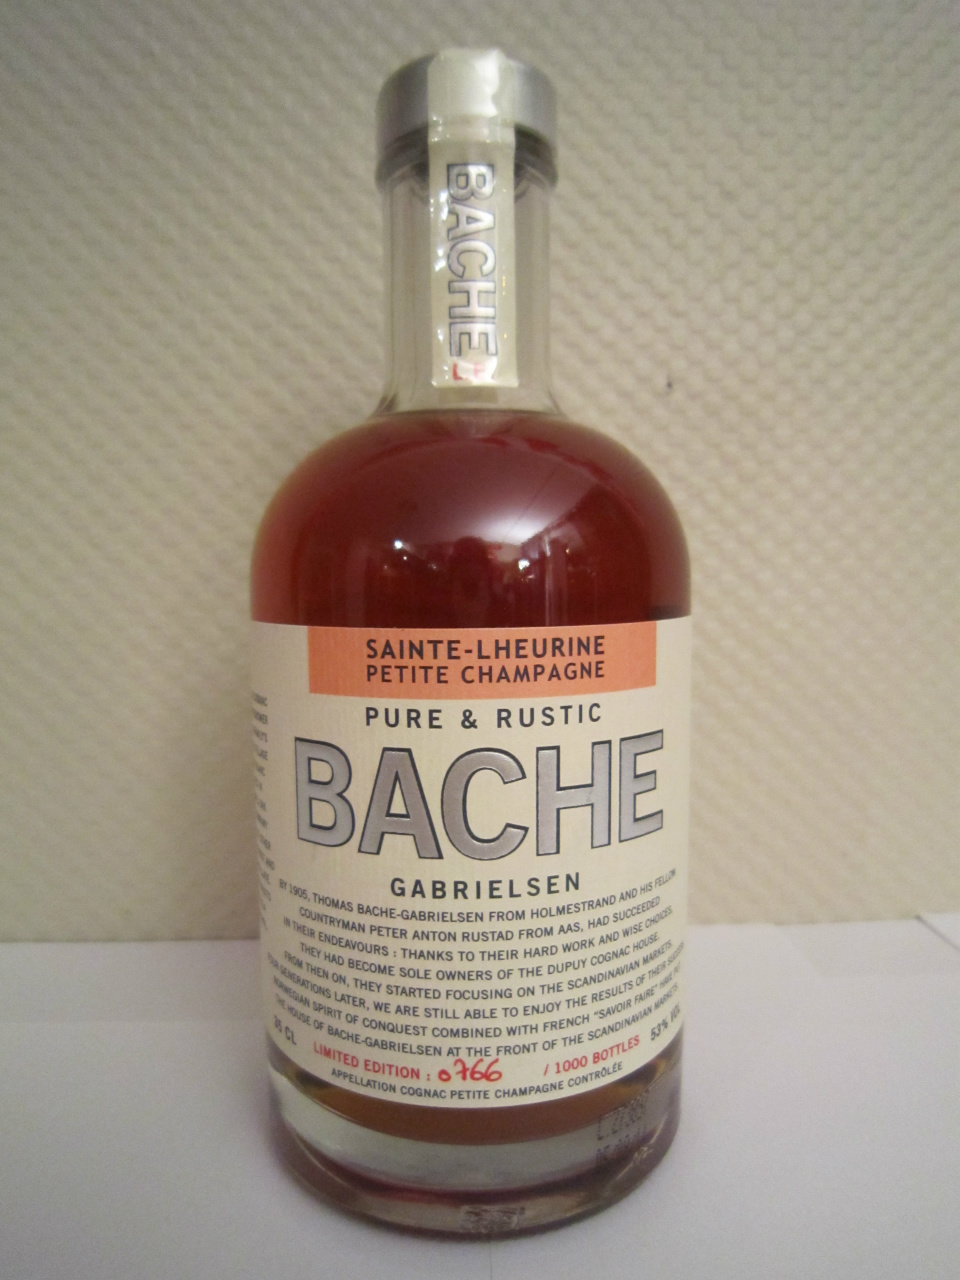 BACHE
SAINTE-LHEURINE
PETITE CHAMPAGNE
PURE & RUSTIC
BACHE
GABRIELSEN
BY 1905, THOMAS BACHE-GABRIELSEN FROM HOLMESTRAND AND HIS FELLOW
COUNTRYMAN PETER ANTON RUSTAD FROM AAS, HAD SUCCEEDED
IN THEIR ENDEAVOURS : THANKS TO THEIR HARD WORK AND WISE CHOICES,
THEY HAD BECOME SOLE OWNERS OF THE DUPUY COGNAC HOUSE.
FROM THEN ON, THEY STARTED FOCUSING ON THE SCANDINAVIAN MARKETS.
FOUR GENERATIONS LATER, WE ARE STILL ABLE TO ENJOY THE RESULTS OF THEIR SUCCESS.
NORWEGIAN SPIRIT OF CONQUEST COMBINED WITH FRENCH "SAVOIR FAIRE" HAVE PUT
THE HOUSE OF BACHE-GABRIELSEN AT THE FRONT OF THE SCANDINAVIAN MARKETS.
CL 53% VOL
LIMITED EDITION : 0766 / 1000 BOTTLES
APPELLATION COGNAC PETITE CHAMPAGNE CONTRÔLÉE